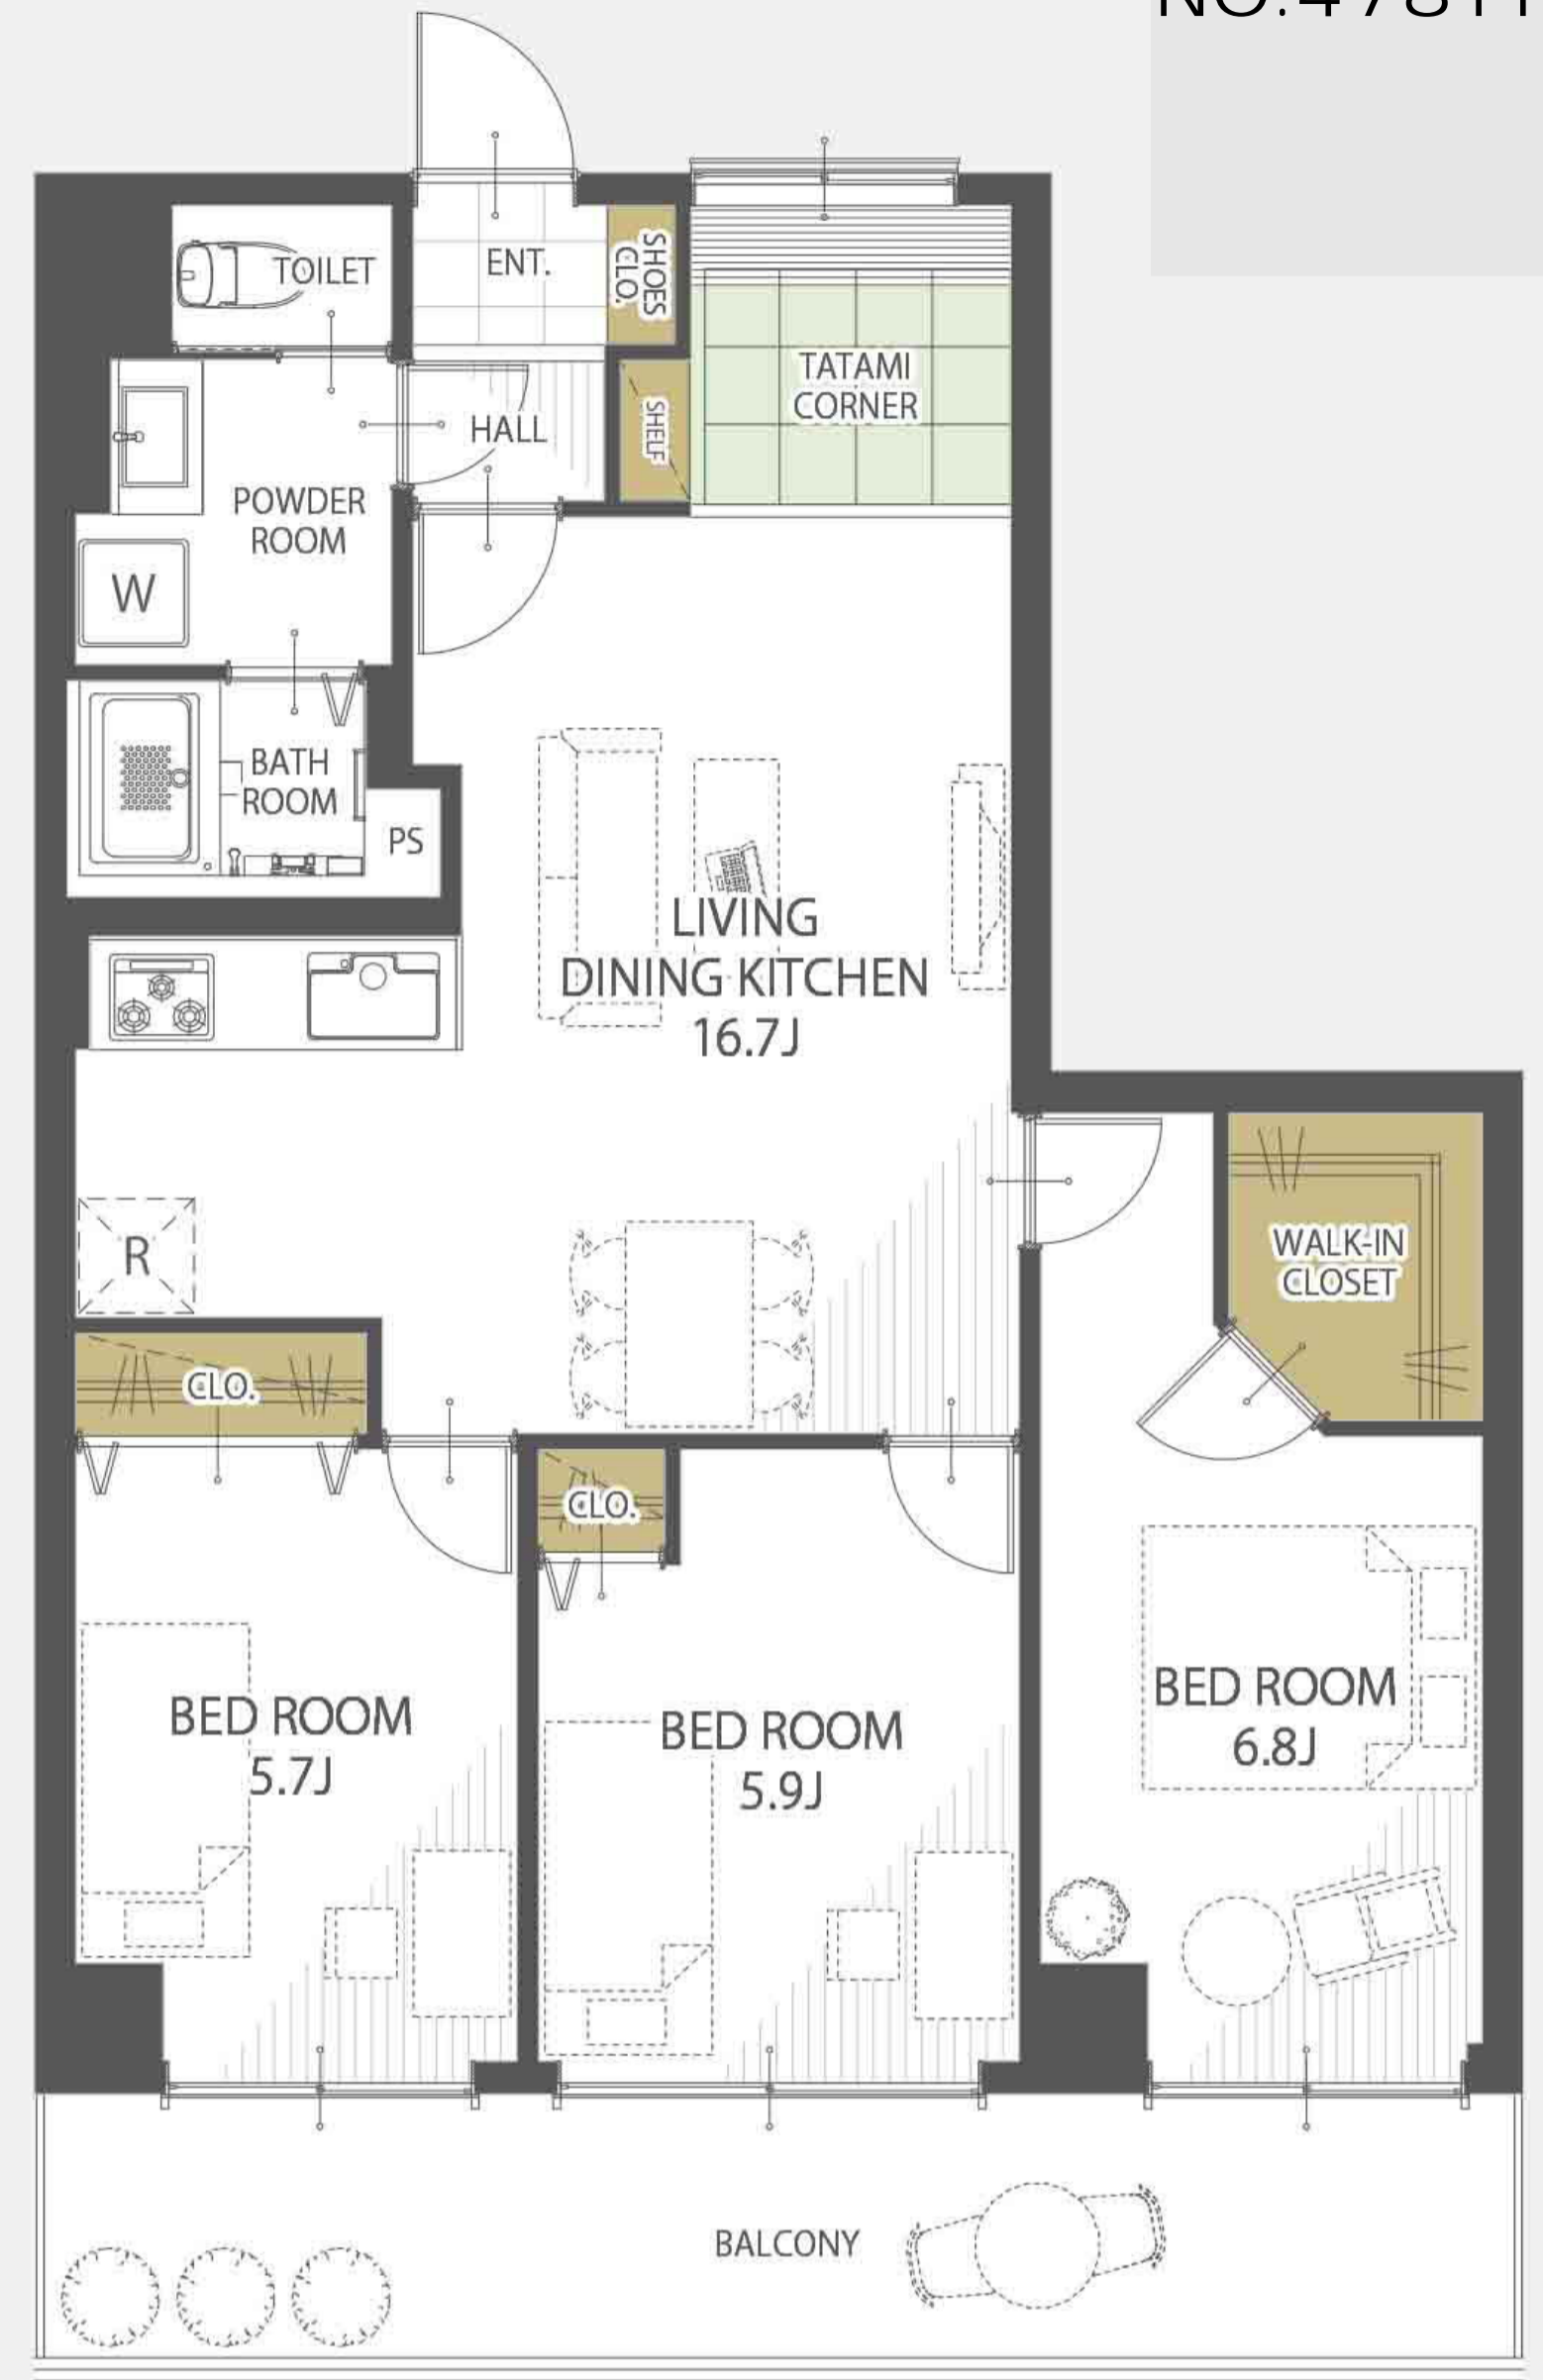 TOILET
ENT.
SHOES
CLO.
TATAMI
CORNER
SHELF
HALL
POWDER
ROOM
W
BATH
ROOM
PS
LIVING
DINING KITCHEN
16.7J
R
WALK-IN
CLOSET
CLO.
CLO.
BED ROOM
5.7J
BED ROOM
5.9J
BED ROOM
6.8J
BALCONY